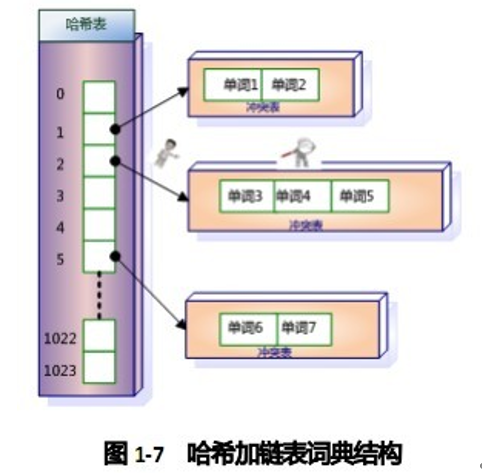 哈希表
0
1
2
3
4
5
1022
1023
单词1 单词2
冲突表
单词3 单词4 单词5
冲突表
单词6 单词7
冲突表
图 1-7 哈希加链表词典结构